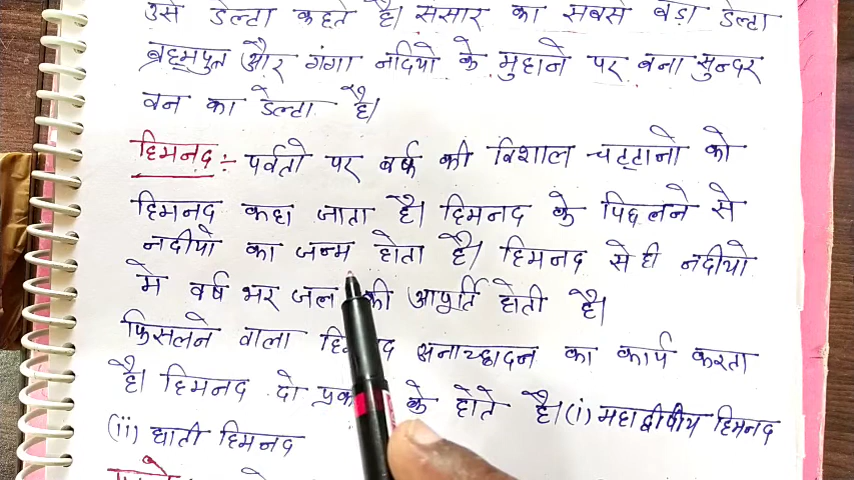 उसे डेल्टा कहते है। संसार का सबसे बड़ा डेल्टा
ब्रह्मपुत्र और गंगा नदियो के मुहाने पर बना सुन्दर
वन का डेल्टा है।
हिमनद :- पर्वतो पर बर्फ की विशाल चट्टानो को
हिमनद कहा जाता है। हिमनद के पिघलने से
नदीयो का जन्म होता है। हिमनद से ही नदीयो
मे वर्ष भर जल की आपूर्ति होती है।
फिसलने वाला हिमनद अनाच्छादन का कार्य करता
है। हिमनद दो के होते है। (i) महाद्वीपीय हिमनद
(ii) घाटी हिमनद